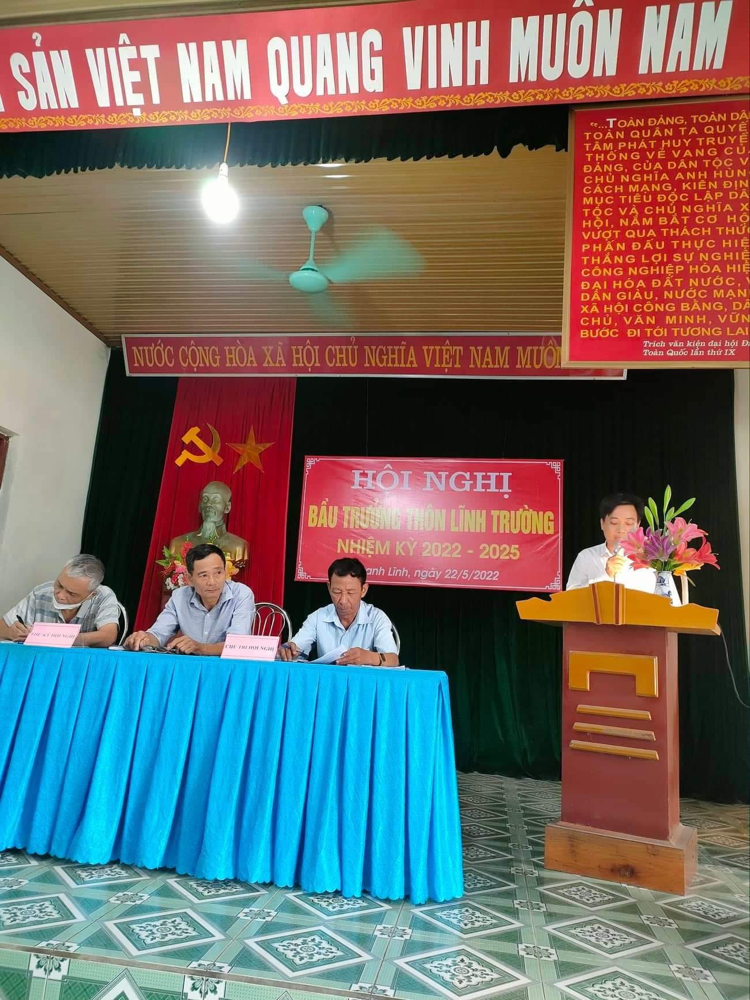 SẢN VIỆT NAM QUANG VINH MUÔN NĂM
“...TOÀN ĐẢNG, TOÀN DÂ
TOÀN QUÂN TA QUYẾ
TÂM PHÁT HUY TRUYỀ
THỐNG VẺ VANG CỦA
ĐẢNG, CỦA DÂN TỘC V
CHỦ NGHĨA ANH HÙNG
CÁCH MẠNG, KIÊN ĐỊN
MỤC TIÊU ĐỘC LẬP DÂ
TỘC VÀ CHỦ NGHĨA X
HỘI, NẮM BẮT CƠ HỘ
VƯỢT QUA THÁCH THỨC
PHẤN ĐẤU THỰC HIỆ
THẮNG LỢI SỰ NGHIỆ
CÔNG NGHIỆP HÓA HIỆ
ĐẠI HÓA ĐẤT NƯỚC, V
DÂN GIÀU, NƯỚC MẠN
XÃ HỘI CÔNG BẰNG, DÂ
CHỦ, VĂN MINH, VỮN
BƯỚC ĐI TỚI TƯƠNG LAI
Trích văn kiện đại hội Đả
Toàn Quốc lần thứ IX
NƯỚC CỘNG HÒA XÃ HỘI CHỦ NGHĨA VIỆT NAM MUÔN
HỘI NGHỊ
BẦU TRƯỞNG THÔN LĨNH TRƯỜNG
NHIỆM KỲ 2022 - 2025
anh Lĩnh, ngày 22/5/2022
THƯ KÝ HỘI NGHỊ
CHỦ TRÌ HỘI NGHỊ